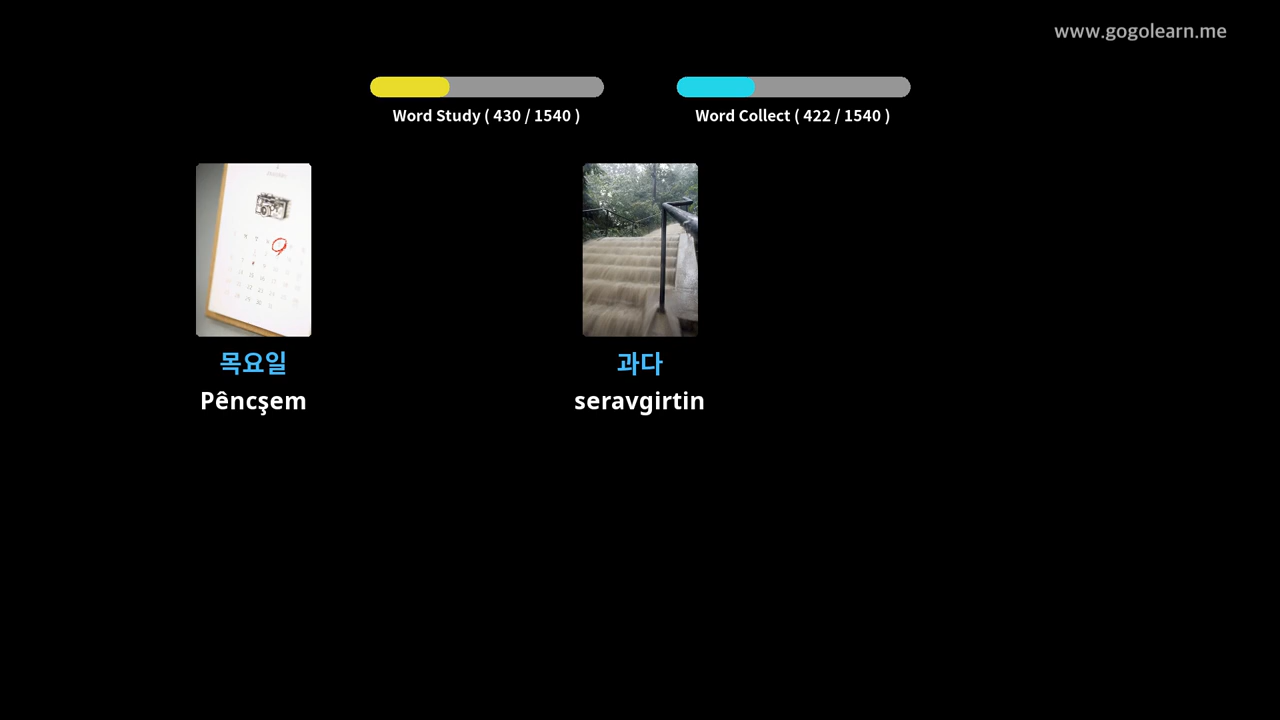 www.gogolearn.me
Word Study ( 430 / 1540 )
Word Collect ( 422 / 1540 )
목요일
과다
Pêncşem
seravgirtin